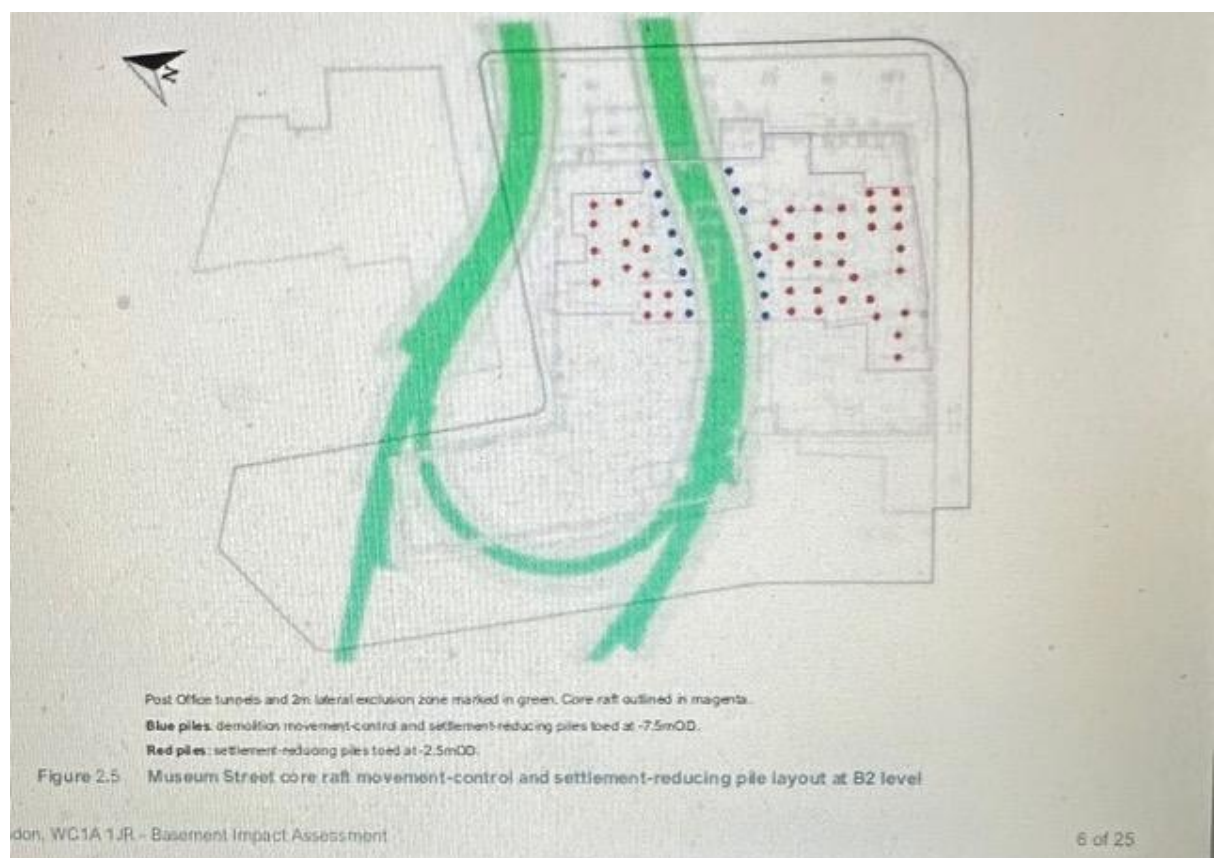 N
Post Office tunnels and 2m lateral exclusion zone marked in green. Core raft outlined in magenta.
Blue piles: demolition movement-control and settlement-reducing piles toed at -7.5mOD.
Red piles: settlement-reducing piles toed at -2.5mOD.
Figure 2.5 Museum Street core raft movement-control and settlement-reducing pile layout at B2 level
don, WC1A 1JR - Basement Impact Assessment 6 of 25